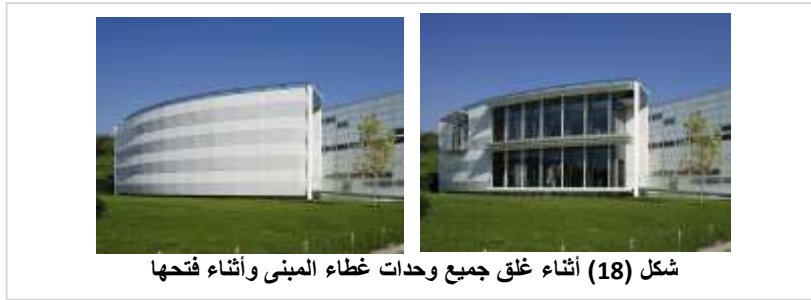 شكل (18) أثناء غلق جميع وحدات غطاء المبنى وأثناء فتحها